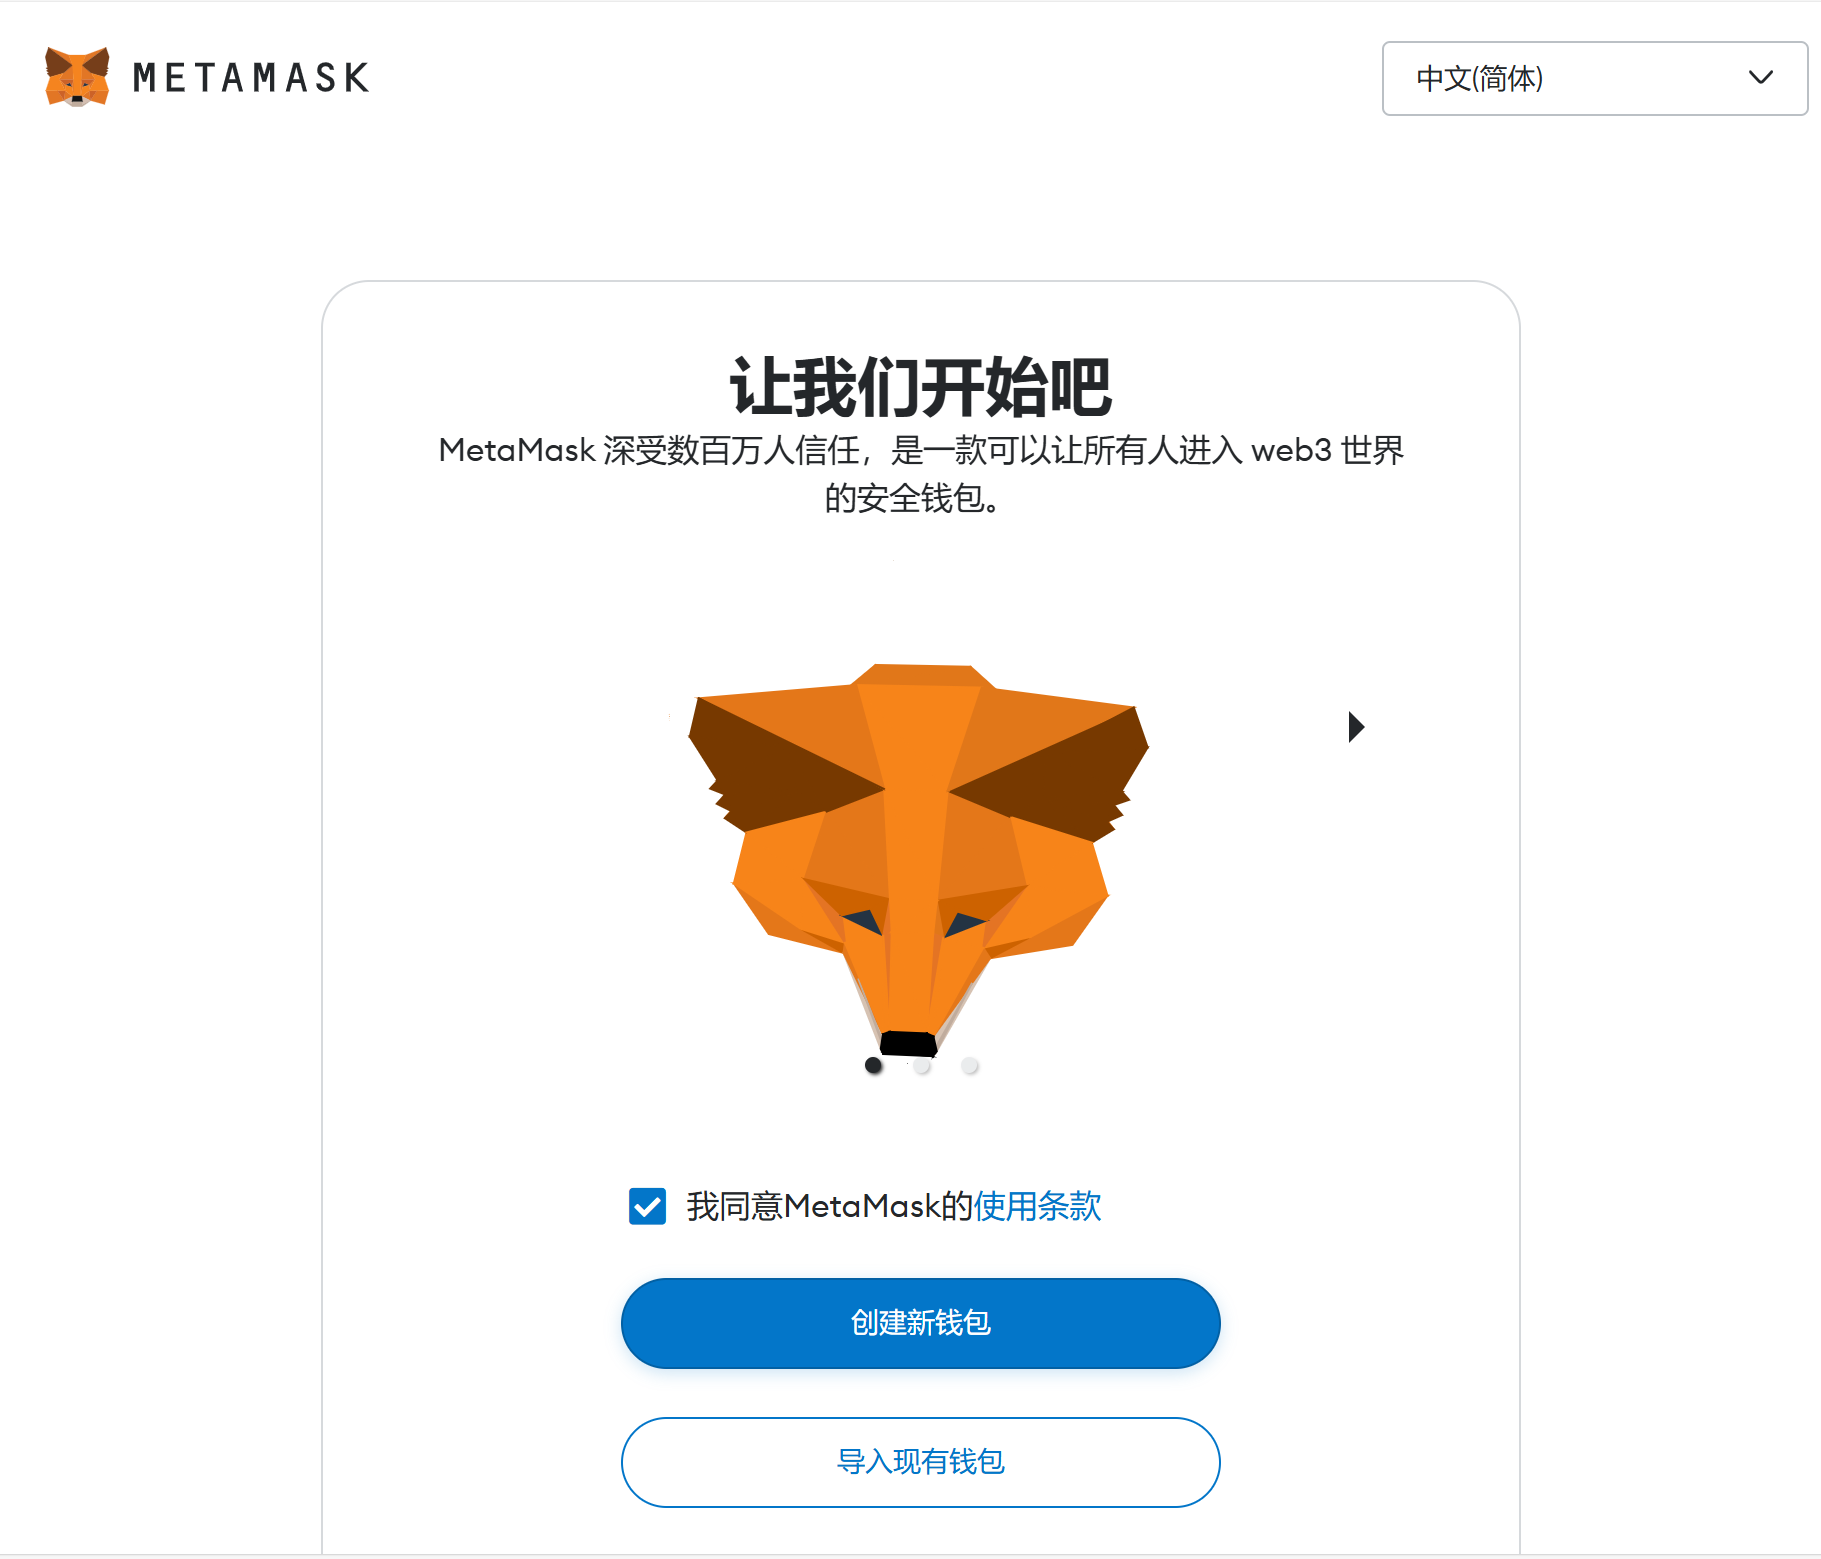 METAMASK
中文(简体)
让我们开始吧
MetaMask 深受数百万人信任，是一款可以让所有人进入 web3 世界
的安全钱包。
我同意MetaMask的使用条款
创建新钱包
导入现有钱包